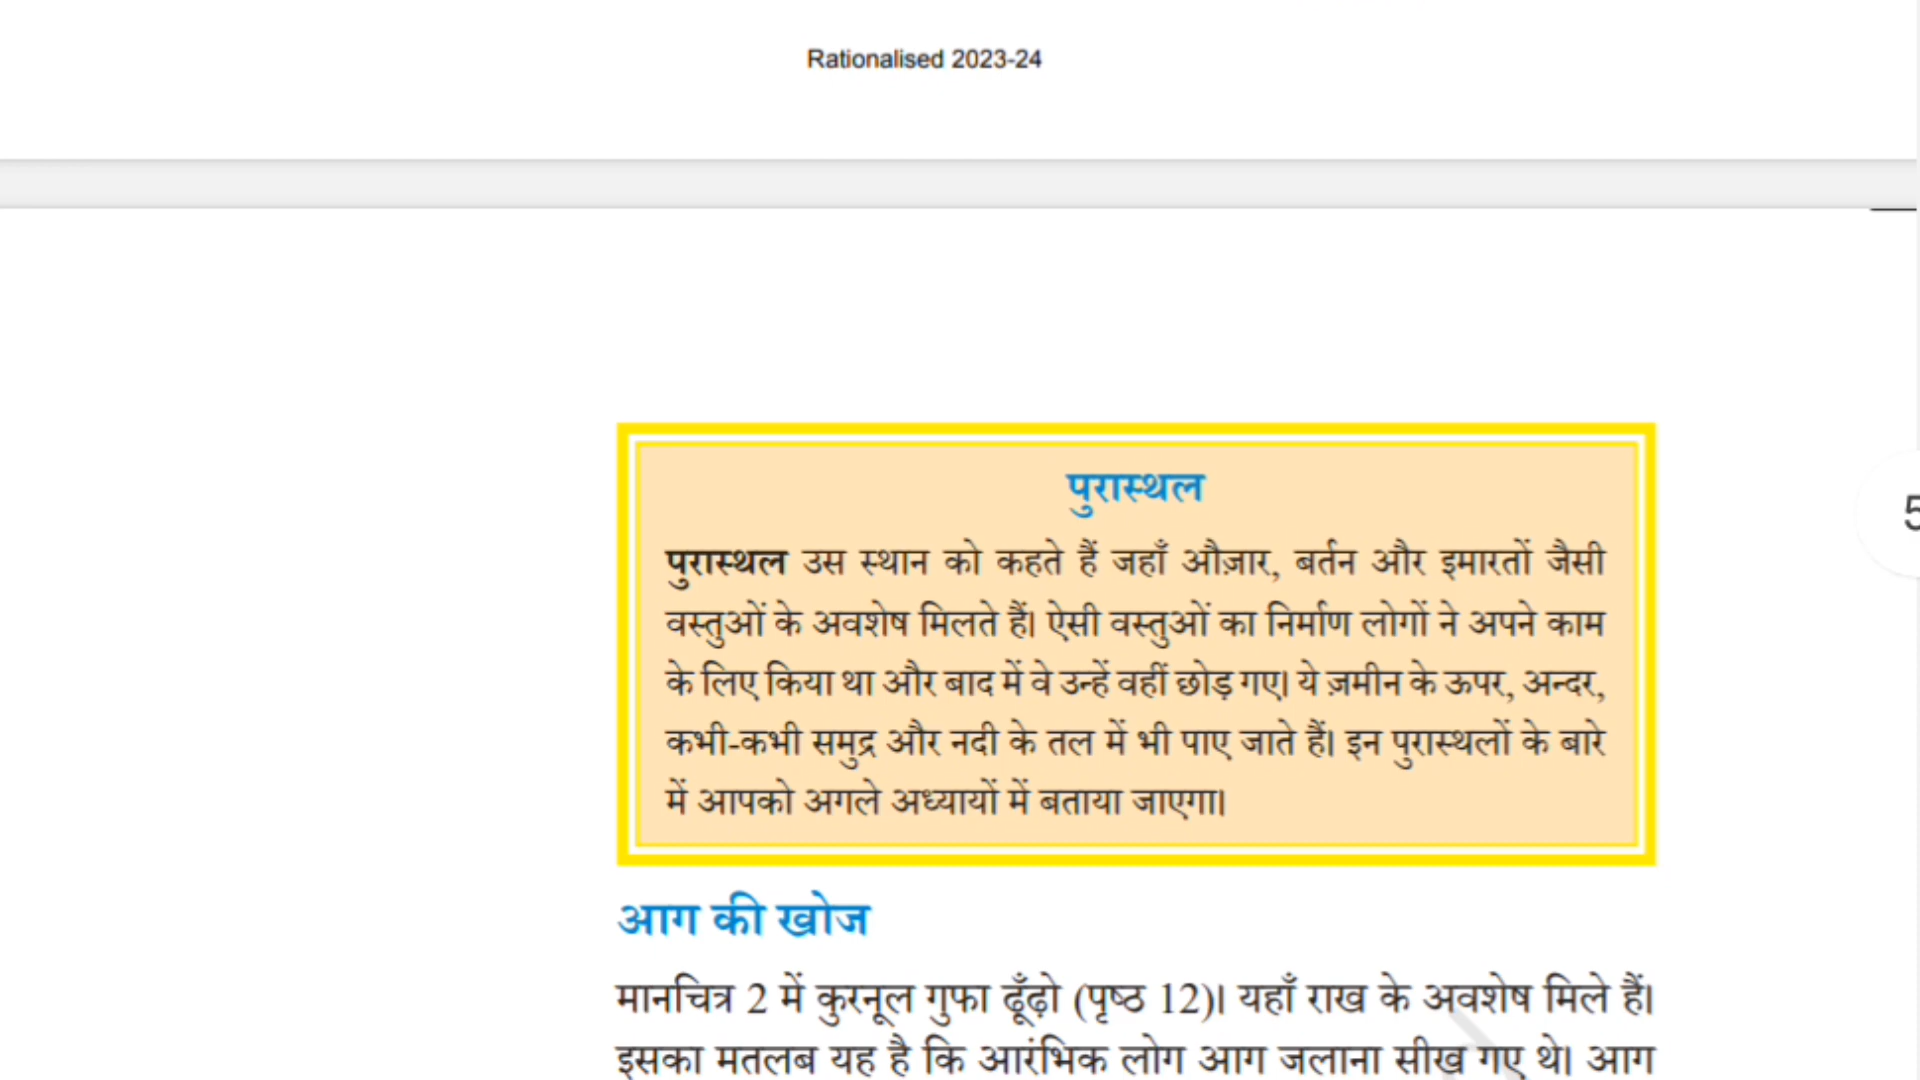 Rationalised 2023-24
पुरास्थल
पुरास्थल उस स्थान को कहते हैं जहाँ औज़ार, बर्तन और इमारतों जैसी
वस्तुओं के अवशेष मिलते हैं। ऐसी वस्तुओं का निर्माण लोगों ने अपने काम
के लिए किया था और बाद में वे उन्हें वहीं छोड़ गए। ये ज़मीन के ऊपर, अन्दर,
कभी-कभी समुद्र और नदी के तल में भी पाए जाते हैं। इन पुरास्थलों के बारे
में आपको अगले अध्यायों में बताया जाएगा।
आग की खोज
मानचित्र 2 में कुरनूल गुफा ढूँढ़ो (पृष्ठ 12)। यहाँ राख के अवशेष मिले हैं।
इसका मतलब यह है कि आरंभिक लोग आग जलाना सीख गए थे। आग